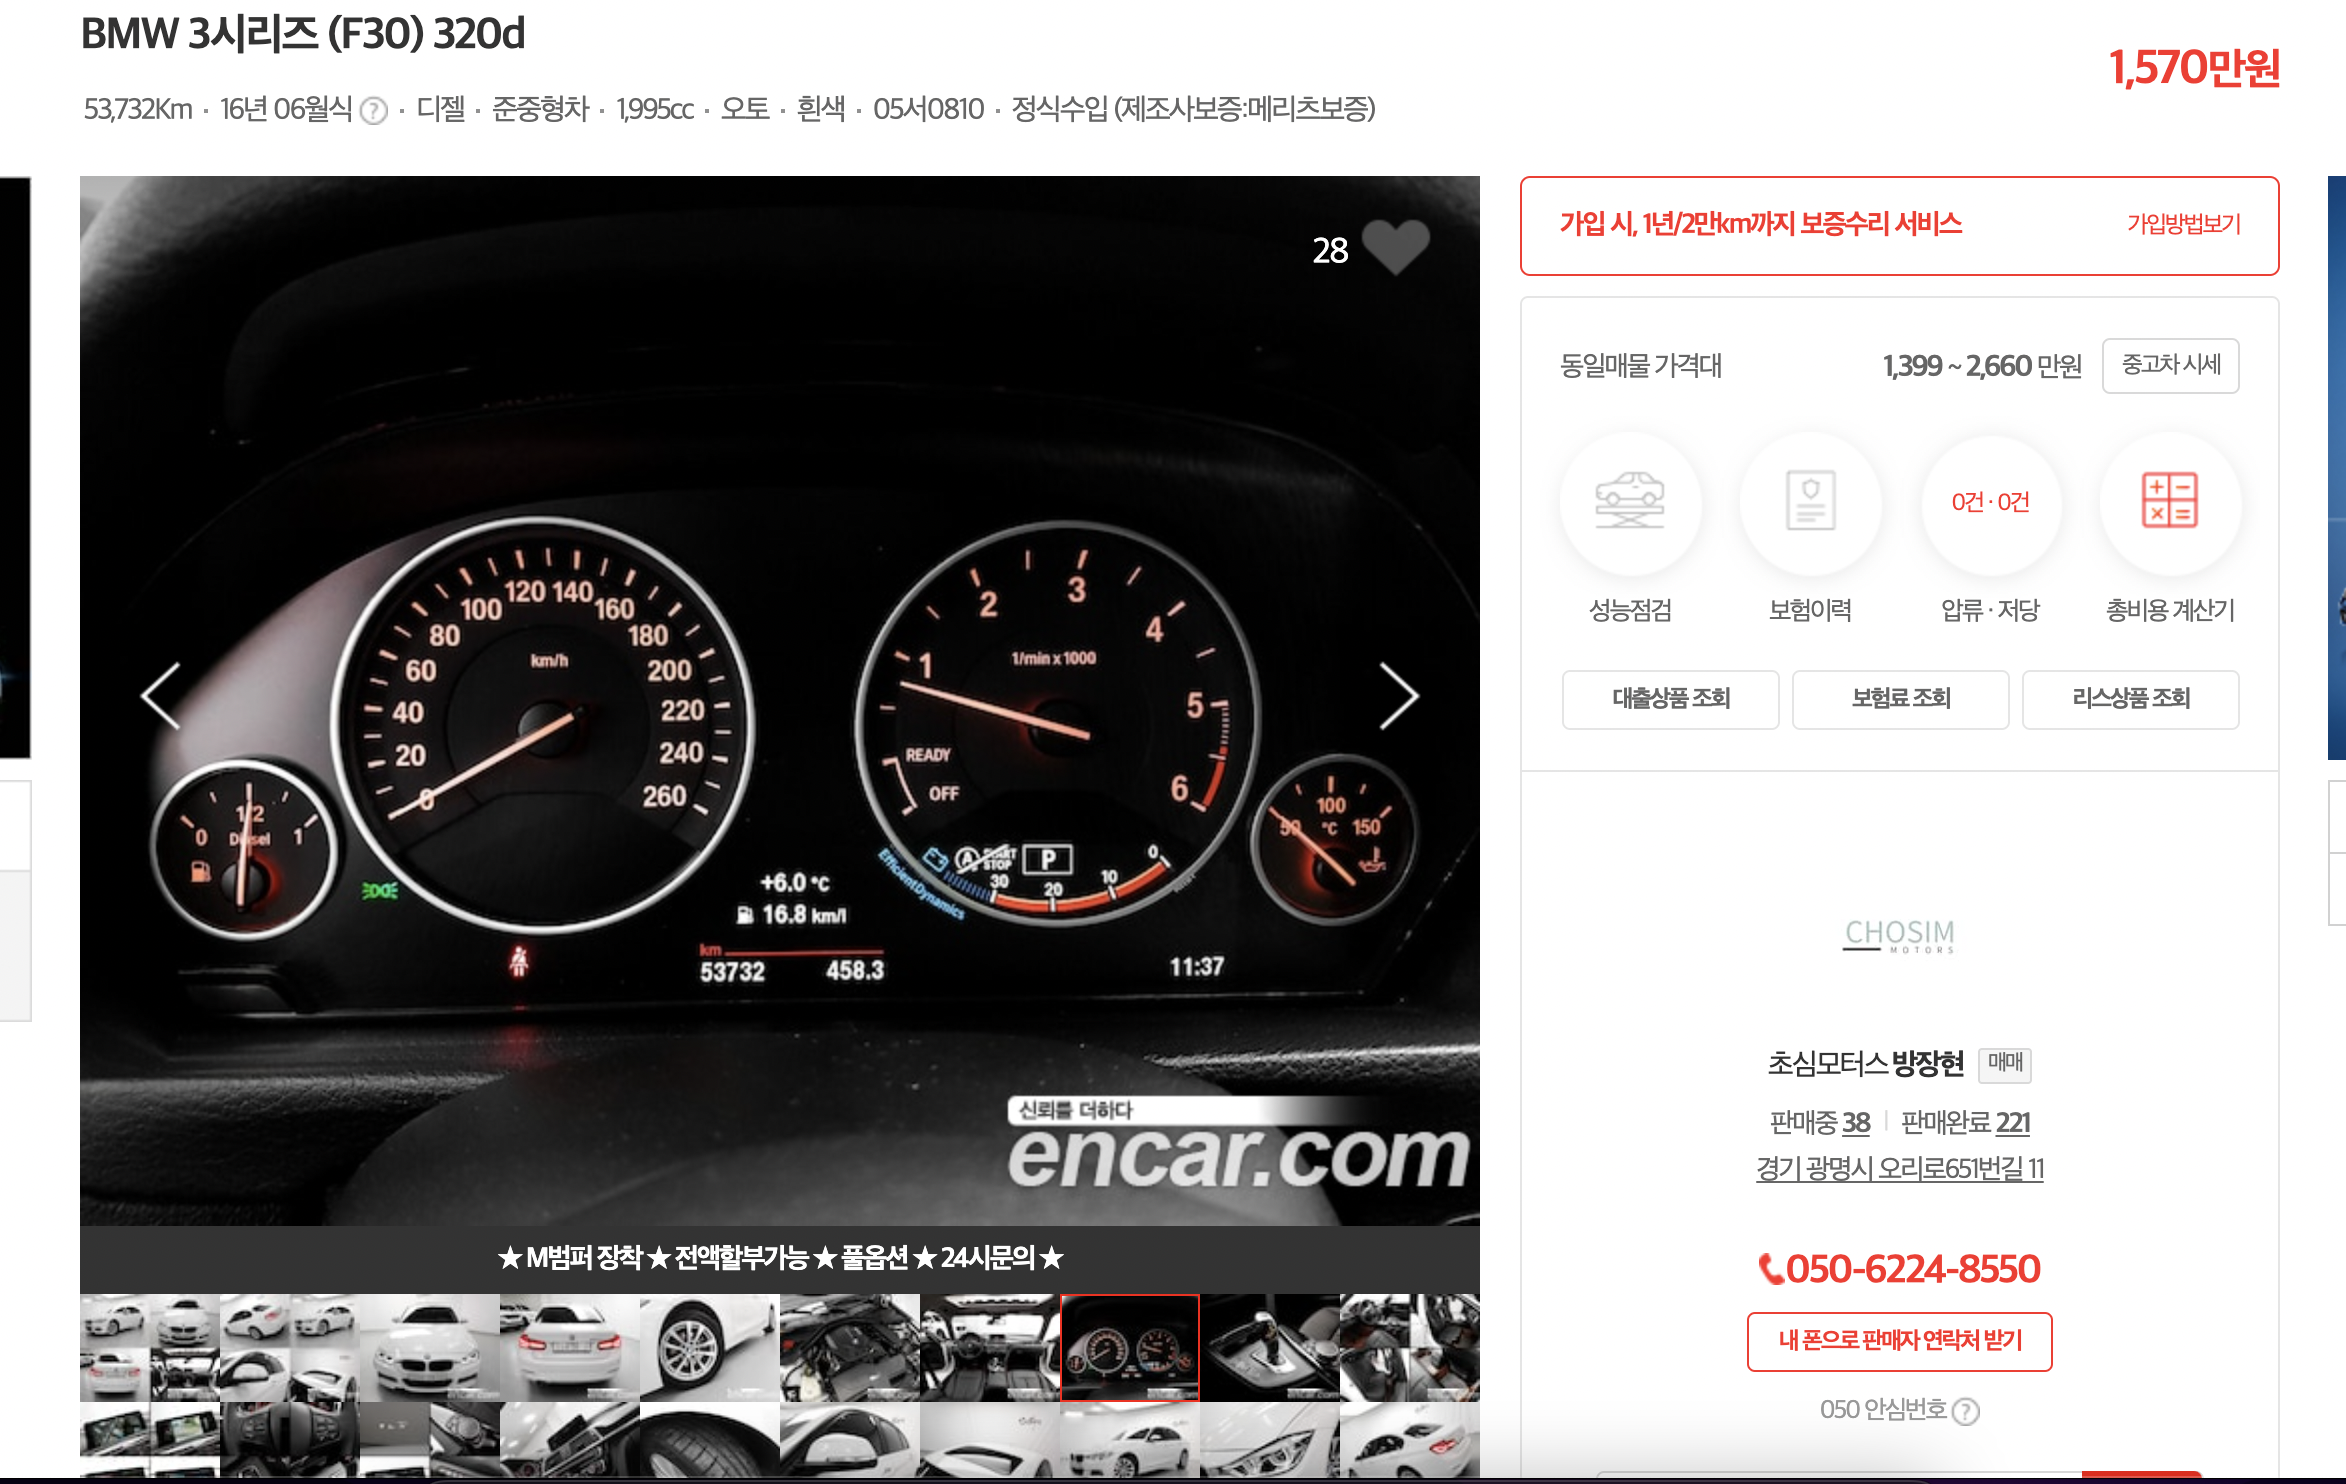 BMW 3시리즈 (F30) 320d
1,570만원
53,732Km · 16년 06월식 ? · 디젤 · 준중형차 · 1,995cc · 오토 · 흰색 · 05서0810 · 정식수입 (제조사보증:메리츠보증)
28
가입 시, 1년/2만km까지 보증수리 서비스
가입방법보기
동일매물 가격대
1,399 ~ 2,660 만원
중고차 시세
0건 · 0건
성능점검
보험이력
압류 · 저당
총비용 계산기
대출상품 조회
보험료 조회
리스상품 조회
0 20 40 60 80 100 120 140 160 180 200 220 240 260
km/h
1 2 3 4 5 6
1/min x 1000
READY
OFF
0 1/2 1
Diesel
50 100 150
°C
A START STOP
P
30 20 10 0
EfficientDynamics
+6.0 °C
16.8 km/l
km
53732 458.3
11:37
신뢰를 더하다
encar.com
★ M범퍼 장착 ★ 전액할부가능 ★ 풀옵션 ★ 24시문의 ★
CHOSIM
MOTORS
초심모터스 방장현 매매
판매중 38 | 판매완료 221
경기 광명시 오리로651번길 11
050-6224-8550
내 폰으로 판매자 연락처 받기
050 안심번호 ?